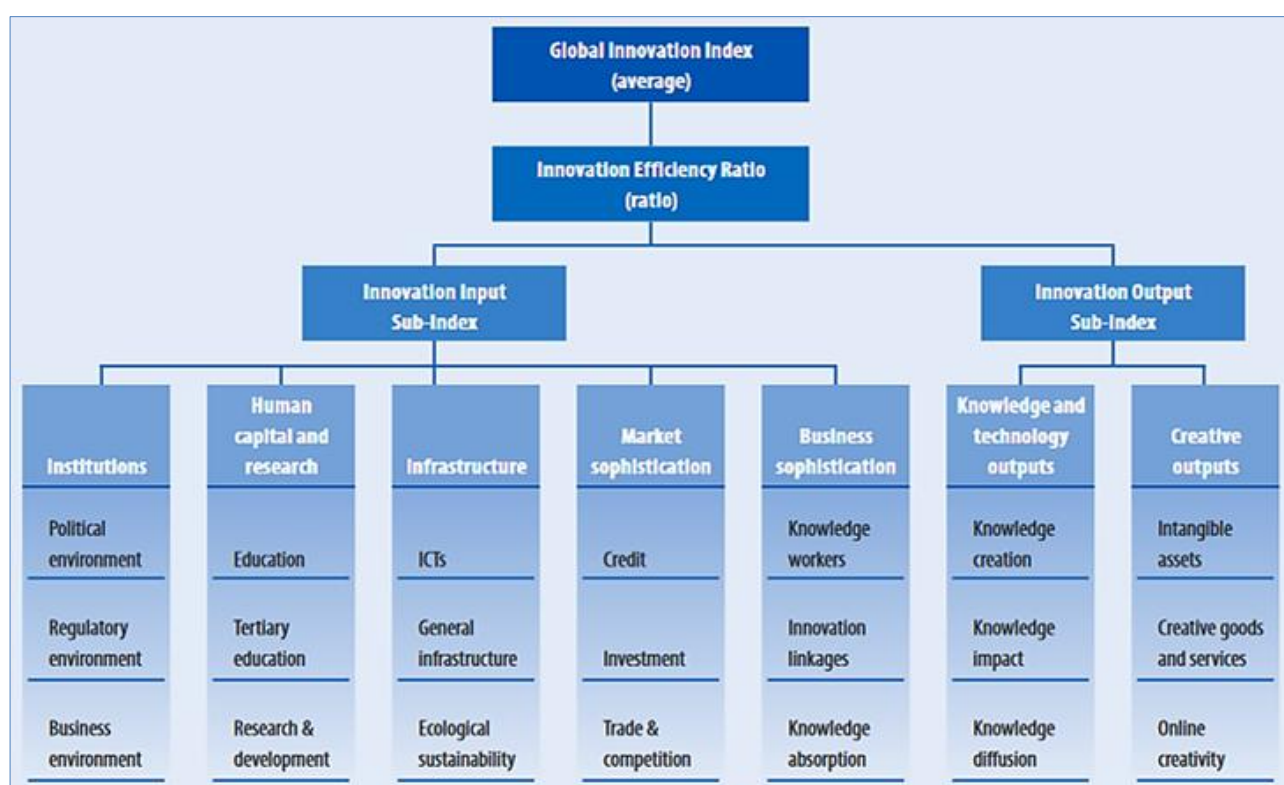 Global Innovation Index
(average)
Innovation Efficiency Ratio
(ratio)
Innovation Input
Sub-Index
Innovation Output
Sub-Index
Institutions
Human
capital and
research
Infrastructure
Market
sophistication
Business
sophistication
Knowledge and
technology
outputs
Creative
outputs
Political
environment
Education
ICTs
Credit
Knowledge
workers
Knowledge
creation
Intangible
assets
Regulatory
environment
Tertiary
education
General
infrastructure
Investment
Innovation
linkages
Knowledge
impact
Creative goods
and services
Business
environment
Research &
development
Ecological
sustainability
Trade &
competition
Knowledge
absorption
Knowledge
diffusion
Online
creativity